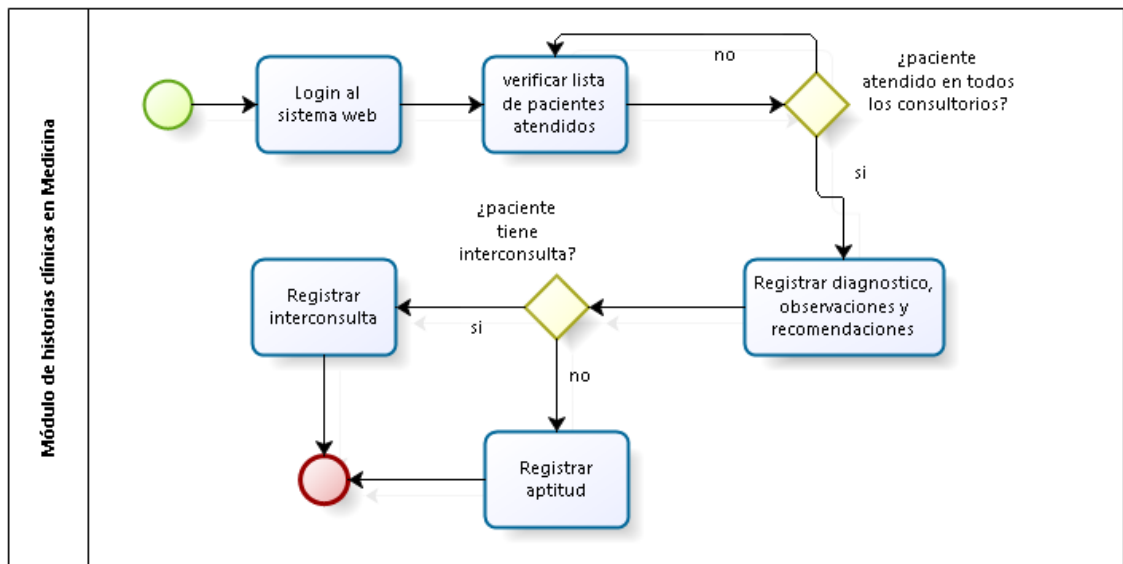 Módulo de historias clínicas en Medicina
Login al
sistema web
verificar lista
de pacientes
atendidos
no
¿paciente
atendido en todos
los consultorios?
si
Registrar diagnostico,
observaciones y
recomendaciones
¿paciente
tiene
interconsulta?
si
Registrar
interconsulta
no
Registrar
aptitud